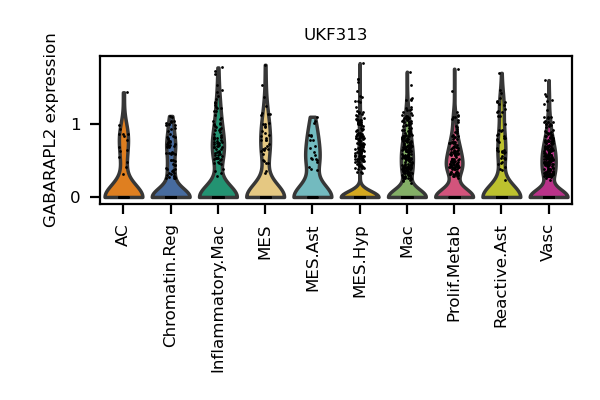 UKF313
GABARAPL2 expression
1
0
AC
Chromatin.Reg
Inflammatory.Mac
MES
MES.Ast
MES.Hyp
Mac
Prolif.Metab
Reactive.Ast
Vasc